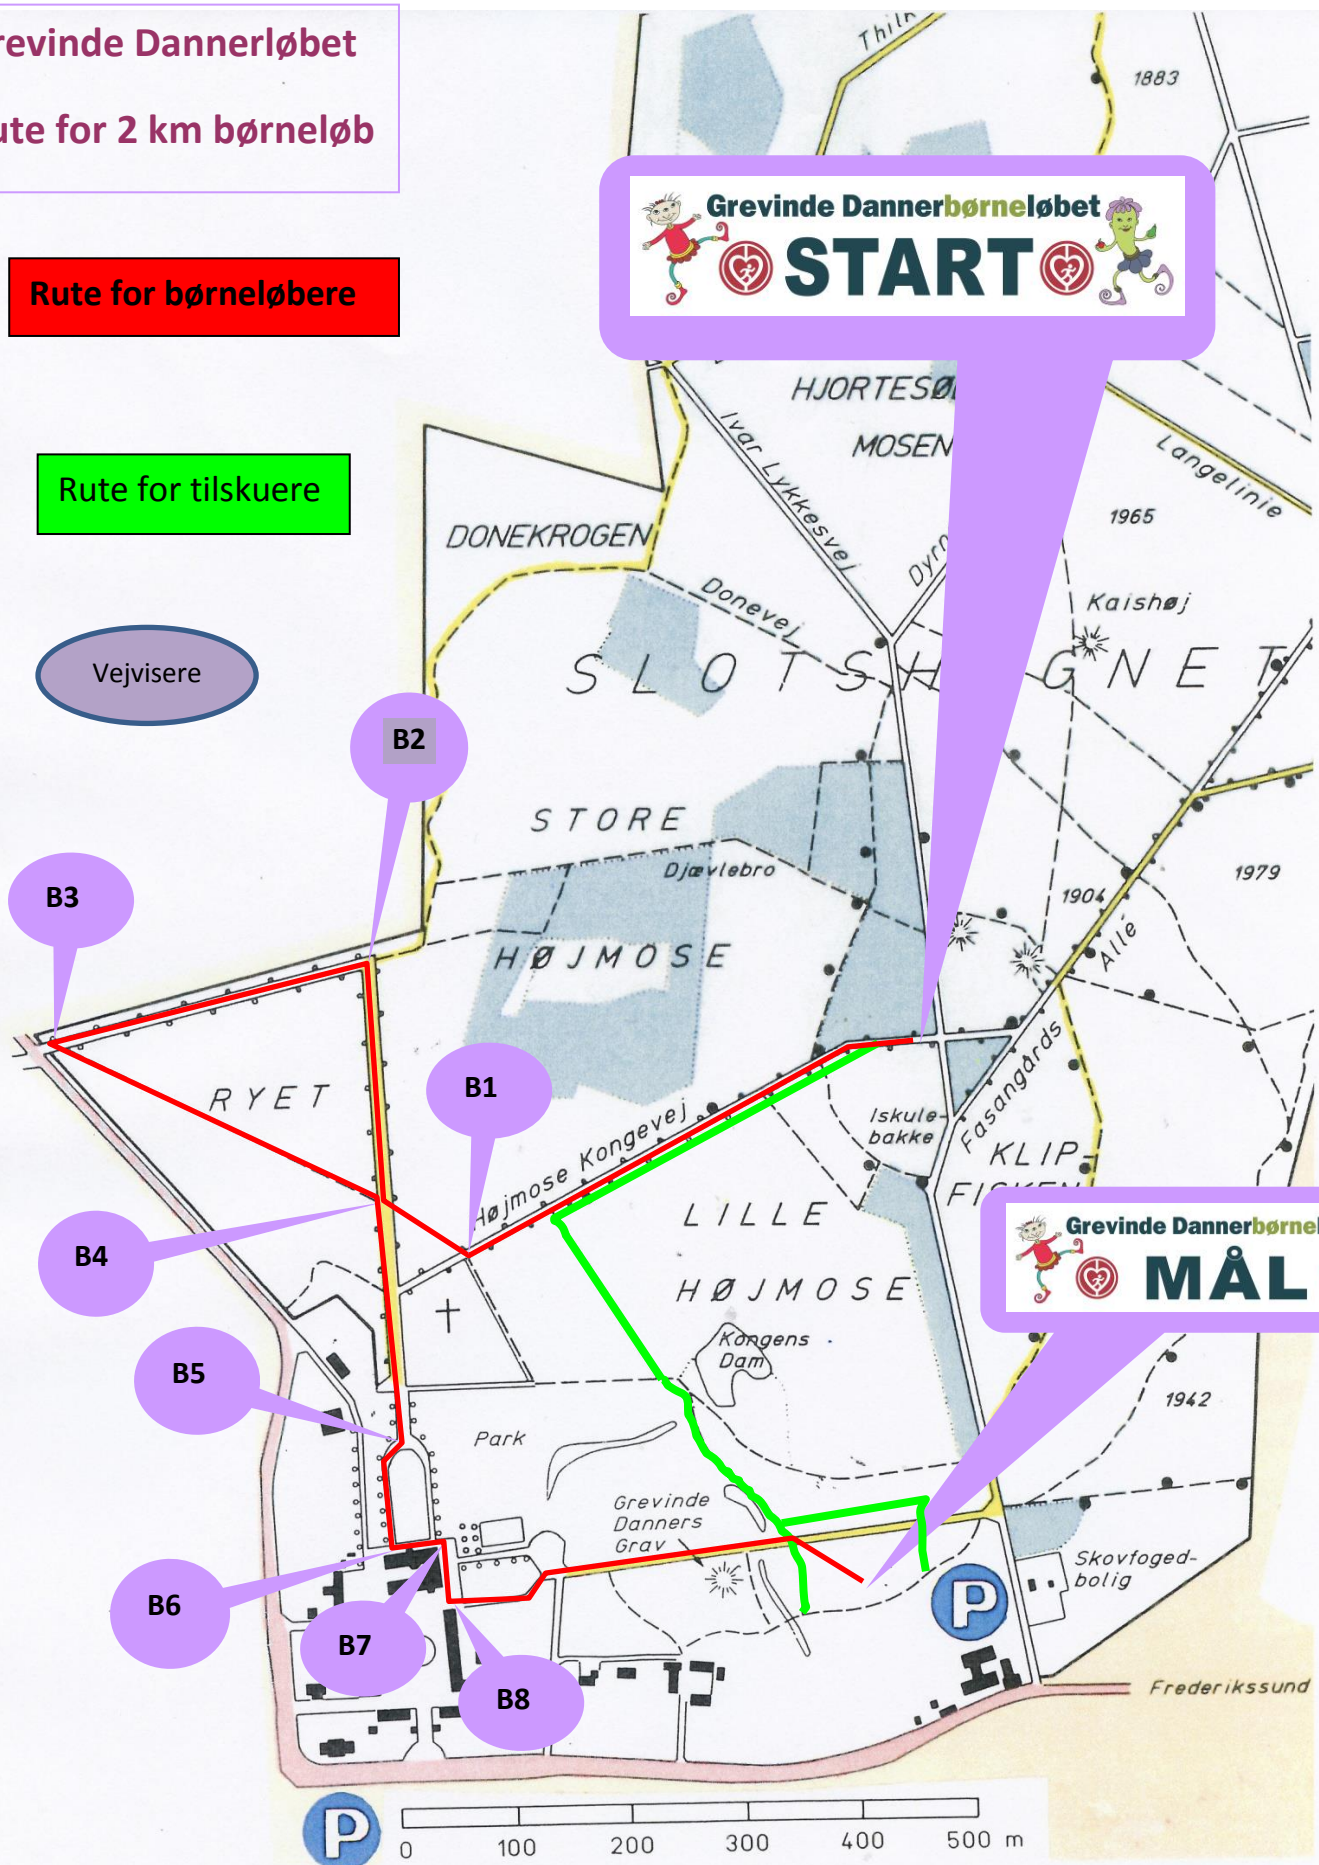 revinde Dannerløbet
ute for 2 km børneløb
Rute for børneløbere
Rute for tilskuere
Vejvisere
Grevinde Dannerbørneløbet
START
1883
HJORTESØ
MOSEN
Ivar Lykkesvej
Langelinie
1965
DONEKROGEN
Donevej
Kaishøj
SLOTSH GNET
B2
STORE
Djævlebro
1904
1979
B3
HØJMOSE
Allé
Fasangårds
RYET
B1
Iskule-
bakke
KLIP-
Højmose Kongevej
LILLE
HØJMOSE
Grevinde Dannerbørnel
MÅL
B4
Kongens
Dam
B5
1942
Park
Grevinde
Danners
Grav
Skovfoged-
bolig
B6
P
B7
B8
Frederikssund
P
0 100 200 300 400 500 m